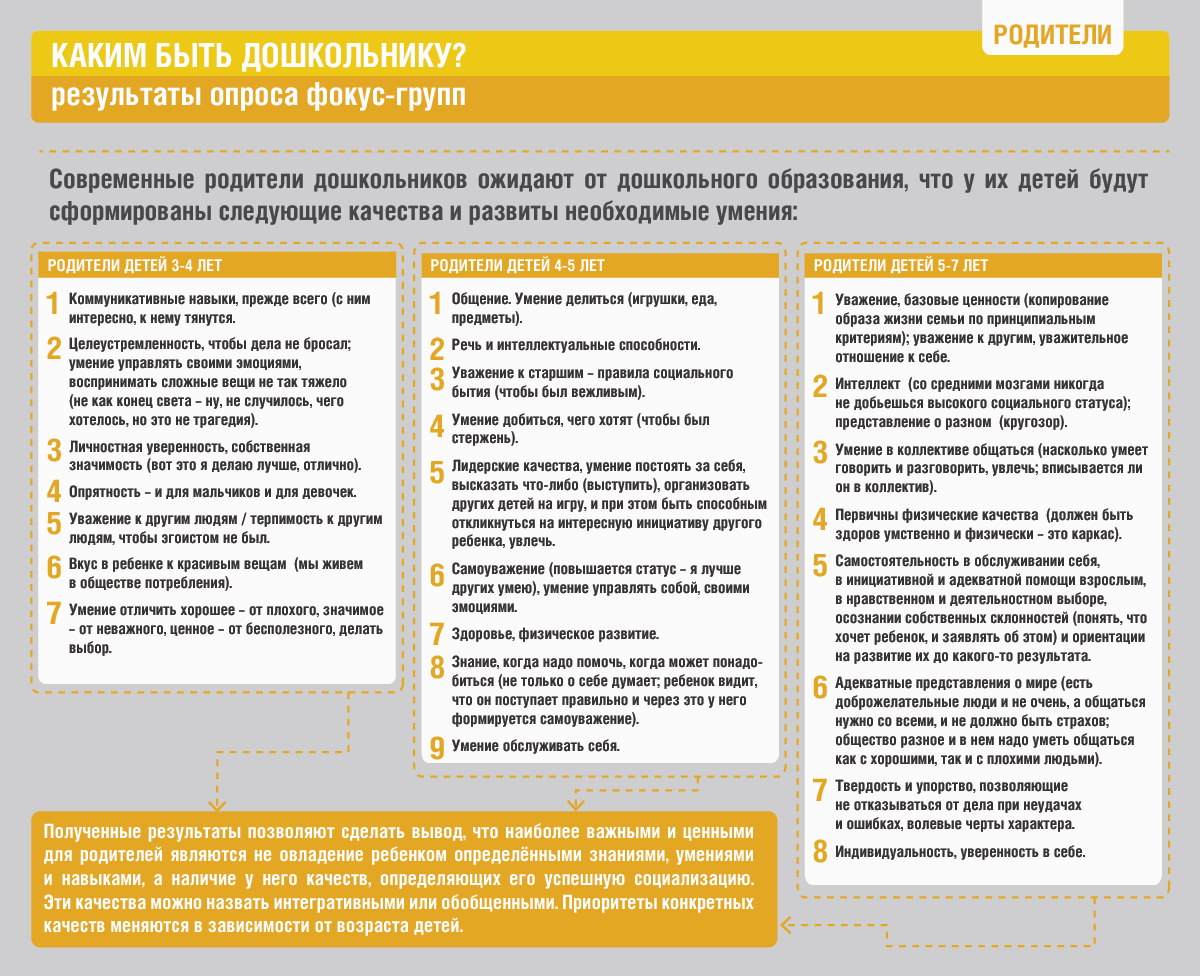 РОДИТЕЛИ
КАКИМ БЫТЬ ДОШКОЛЬНИКУ?
результаты опроса фокус-групп
Современные родители дошкольников ожидают от дошкольного образования, что у их детей будут
сформированы следующие качества и развиты необходимые умения:
РОДИТЕЛИ ДЕТЕЙ 3-4 ЛЕТ
1 Коммуникативные навыки, прежде всего (с ним
интересно, к нему тянутся.
2 Целеустремленность, чтобы дела не бросал;
умение управлять своими эмоциями,
воспринимать сложные вещи не так тяжело
(не как конец света – ну, не случилось, чего
хотелось, но это не трагедия).
3 Личностная уверенность, собственная
значимость (вот это я делаю лучше, отлично).
4 Опрятность – и для мальчиков и для девочек.
5 Уважение к другим людям / терпимость к другим
людям, чтобы эгоистом не был.
6 Вкус в ребенке к красивым вещам (мы живем
в обществе потребления).
7 Умение отличить хорошее – от плохого, значимое
– от неважного, ценное – от бесполезного, делать
выбор.
РОДИТЕЛИ ДЕТЕЙ 4-5 ЛЕТ
1 Общение. Умение делиться (игрушки, еда,
предметы).
2 Речь и интеллектуальные способности.
3 Уважение к старшим – правила социального
бытия (чтобы был вежливым).
4 Умение добиться, чего хотят (чтобы был
стержень).
5 Лидерские качества, умение постоять за себя,
высказать что-либо (выступить), организовать
других детей на игру, и при этом быть способным
откликнуться на интересную инициативу другого
ребенка, увлечь.
6 Самоуважение (повышается статус – я лучше
других умею), умение управлять собой, своими
эмоциями.
7 Здоровье, физическое развитие.
8 Знание, когда надо помочь, когда может понадо-
биться (не только о себе думает; ребенок видит,
что он поступает правильно и через это у него
формируется самоуважение).
9 Умение обслуживать себя.
РОДИТЕЛИ ДЕТЕЙ 5-7 ЛЕТ
1 Уважение, базовые ценности (копирование
образа жизни семьи по принципиальным
критериям); уважение к другим, уважительное
отношение к себе.
2 Интеллект (со средними мозгами никогда
не добьешься высокого социального статуса);
представление о разном (кругозор).
3 Умение в коллективе общаться (насколько умеет
говорить и разговорить, увлечь; вписывается ли
он в коллектив).
4 Первичны физические качества (должен быть
здоров умственно и физически – это каркас).
5 Самостоятельность в обслуживании себя,
в инициативной и адекватной помощи взрослым,
в нравственном и деятельностном выборе,
осознании собственных склонностей (понять, что
хочет ребенок, и заявлять об этом) и ориентации
на развитие их до какого-то результата.
6 Адекватные представления о мире (есть
доброжелательные люди и не очень, а общаться
нужно со всеми, и не должно быть страхов;
общество разное и в нем надо уметь общаться
как с хорошими, так и с плохими людьми).
7 Твердость и упорство, позволяющие
не отказываться от дела при неудачах
и ошибках, волевые черты характера.
8 Индивидуальность, уверенность в себе.
Полученные результаты позволяют сделать вывод, что наиболее важными и ценными
для родителей являются не овладение ребенком определёнными знаниями, умениями
и навыками, а наличие у него качеств, определяющих его успешную социализацию.
Эти качества можно назвать интегративными или обобщенными. Приоритеты конкретных
качеств меняются в зависимости от возраста детей.